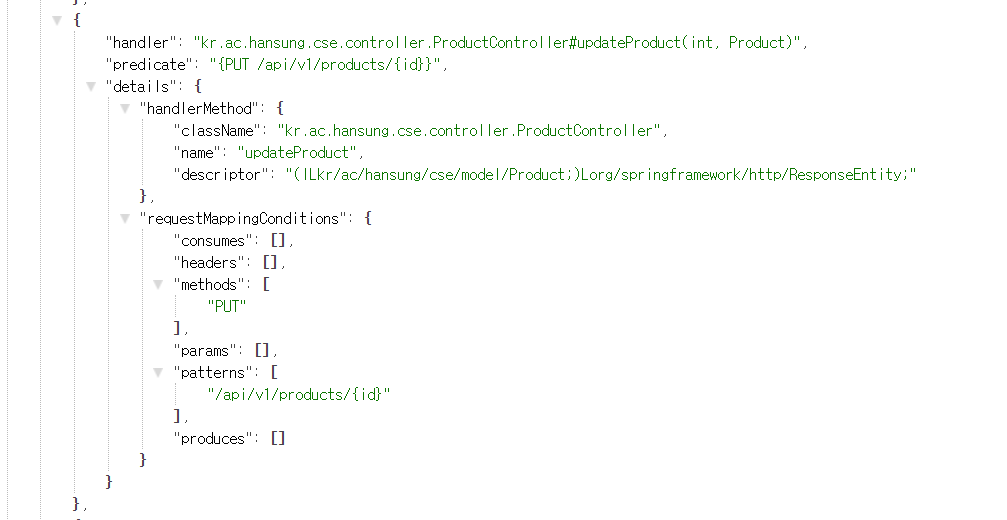 },
{
"handler": "kr.ac.hansung.cse.controller.ProductController#updateProduct(int, Product)",
"predicate": "{PUT /api/v1/products/{id}}",
"details": {
"handlerMethod": {
"className": "kr.ac.hansung.cse.controller.ProductController",
"name": "updateProduct",
"descriptor": "(ILkr/ac/hansung/cse/model/Product;)Lorg/springframework/http/ResponseEntity;"
},
"requestMappingConditions": {
"consumes": [],
"headers": [],
"methods": [
"PUT"
],
"params": [],
"patterns": [
"/api/v1/products/{id}"
],
"produces": []
}
}
},